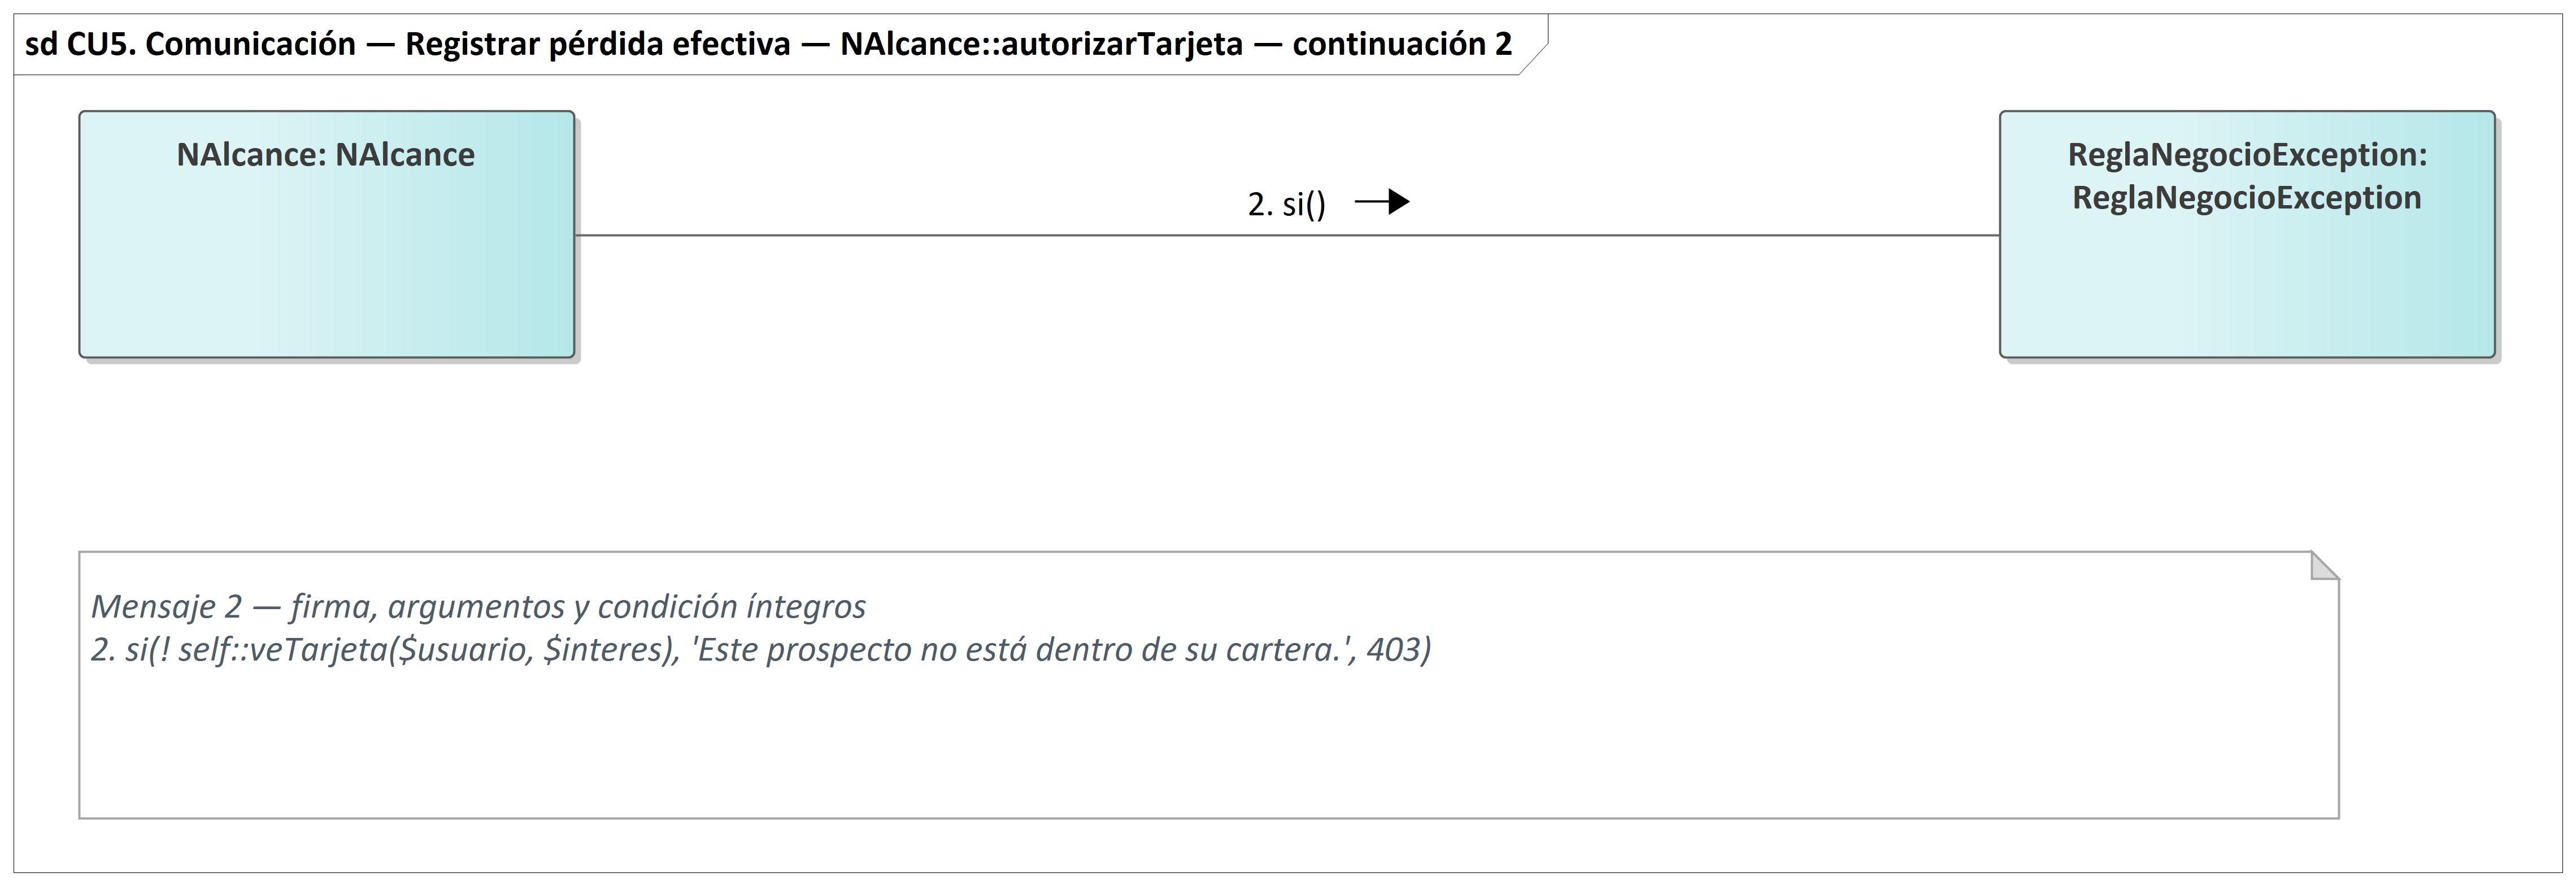 sd CU5. Comunicación — Registrar pérdida efectiva — NAlcance::autorizarTarjeta — continuación 2
NAlcance: NAlcance
2. si()
ReglaNegocioException:
ReglaNegocioException
Mensaje 2 — firma, argumentos y condición íntegros
2. si(! self::veTarjeta($usuario, $interes), 'Este prospecto no está dentro de su cartera.', 403)